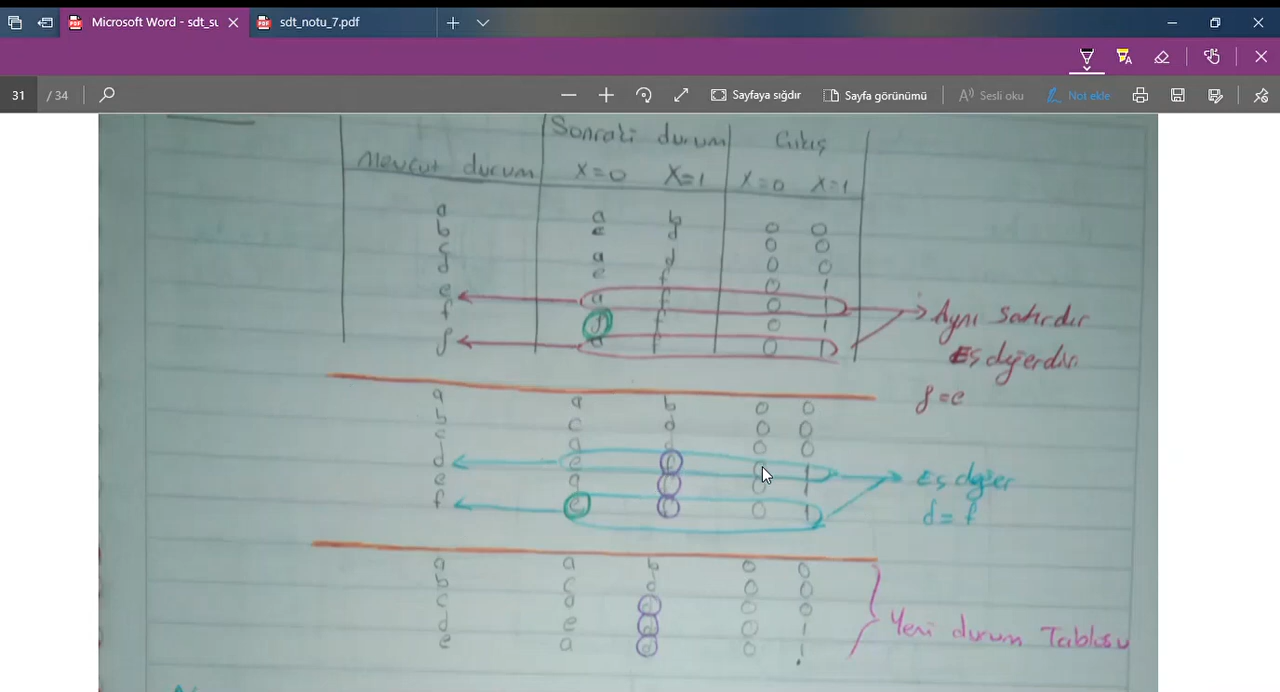 Microsoft Word - sdt_su
sdt_notu_7.pdf
31 / 34
Sayfaya sığdır
Sayfa görünümü
Sesli oku
Not ekle
Sonraki durum Çıkış
Mevcut durum X=0 X=1 X=0 X=1
a a b 0 0
b c d 0 0
c a d 0 0
d e f 0 1
e a f 0 1
f g f 0 1
g a f 0 1
Aynı satırdır
Eş değerdir.
g=e
a a b 0 0
b c d 0 0
c a d 0 0
d e f 0 1
e a f 0 1
f e f 0 1
Eş değer
d=f
a a b 0 0
b c d 0 0
c a d 0 0
d e d 0 1
e a d 0 1
Yeni durum Tablosu